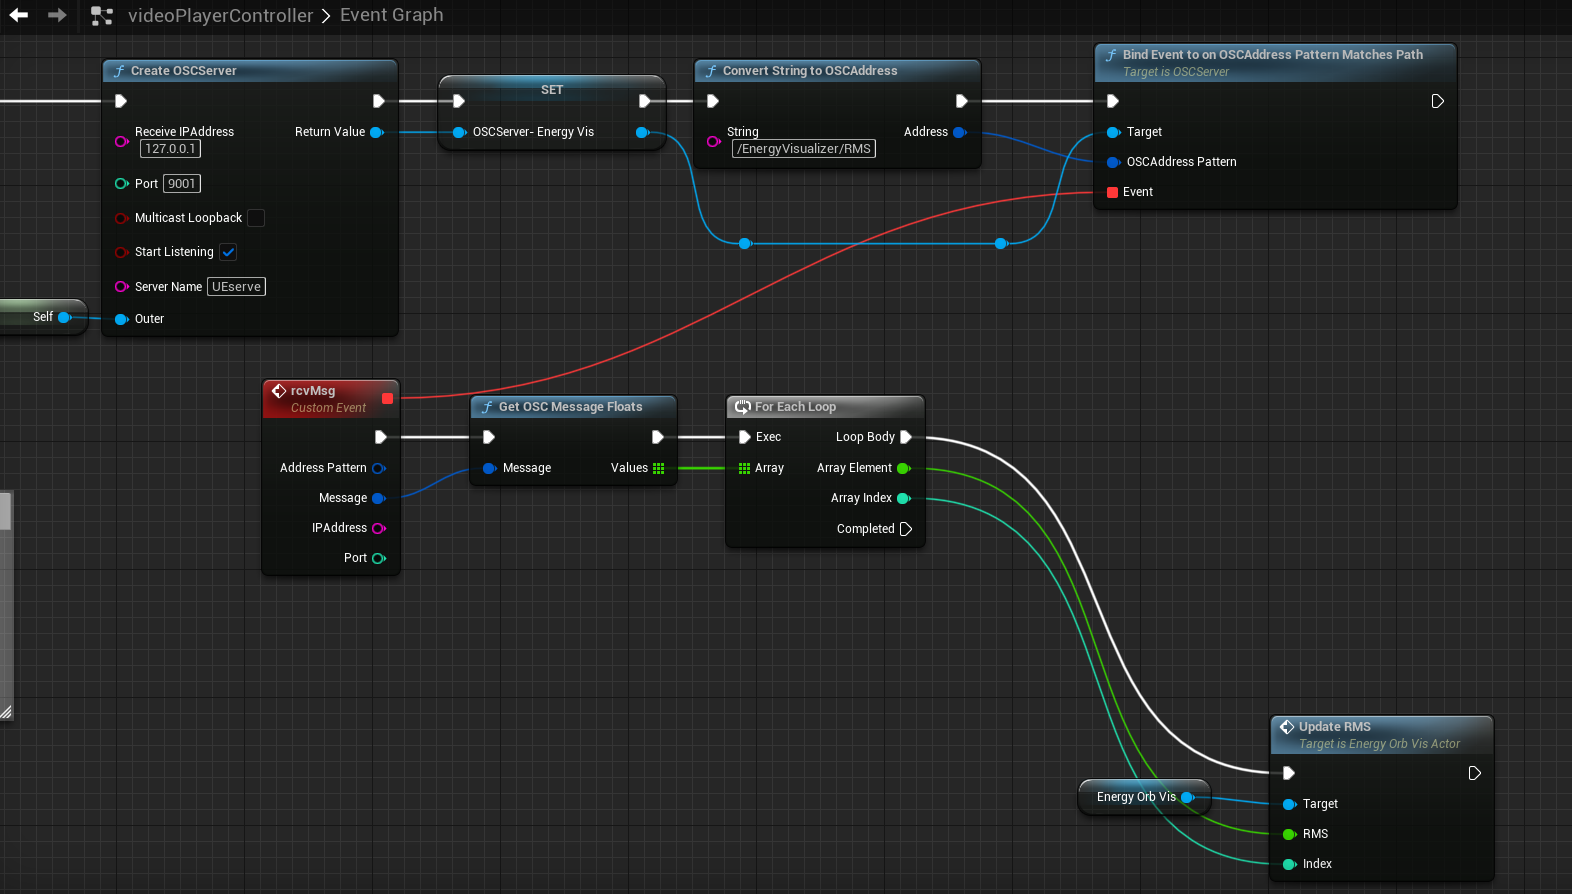 videoPlayerController > Event Graph
Create OSCServer
Receive IPAddress
127.0.0.1
Return Value
Port 9001
Multicast Loopback
Start Listening
Server Name UEserve
Outer
Self
SET
OSCServer- Energy Vis
Convert String to OSCAddress
String
/EnergyVisualizer/RMS
Address
Bind Event to on OSCAddress Pattern Matches Path
Target is OSCServer
Target
OSCAddress Pattern
Event
rcvMsg
Custom Event
Address Pattern
Message
IPAddress
Port
Get OSC Message Floats
Message Values
For Each Loop
Exec Loop Body
Array Array Element
Array Index
Completed
Energy Orb Vis
Update RMS
Target is Energy Orb Vis Actor
Target
RMS
Index